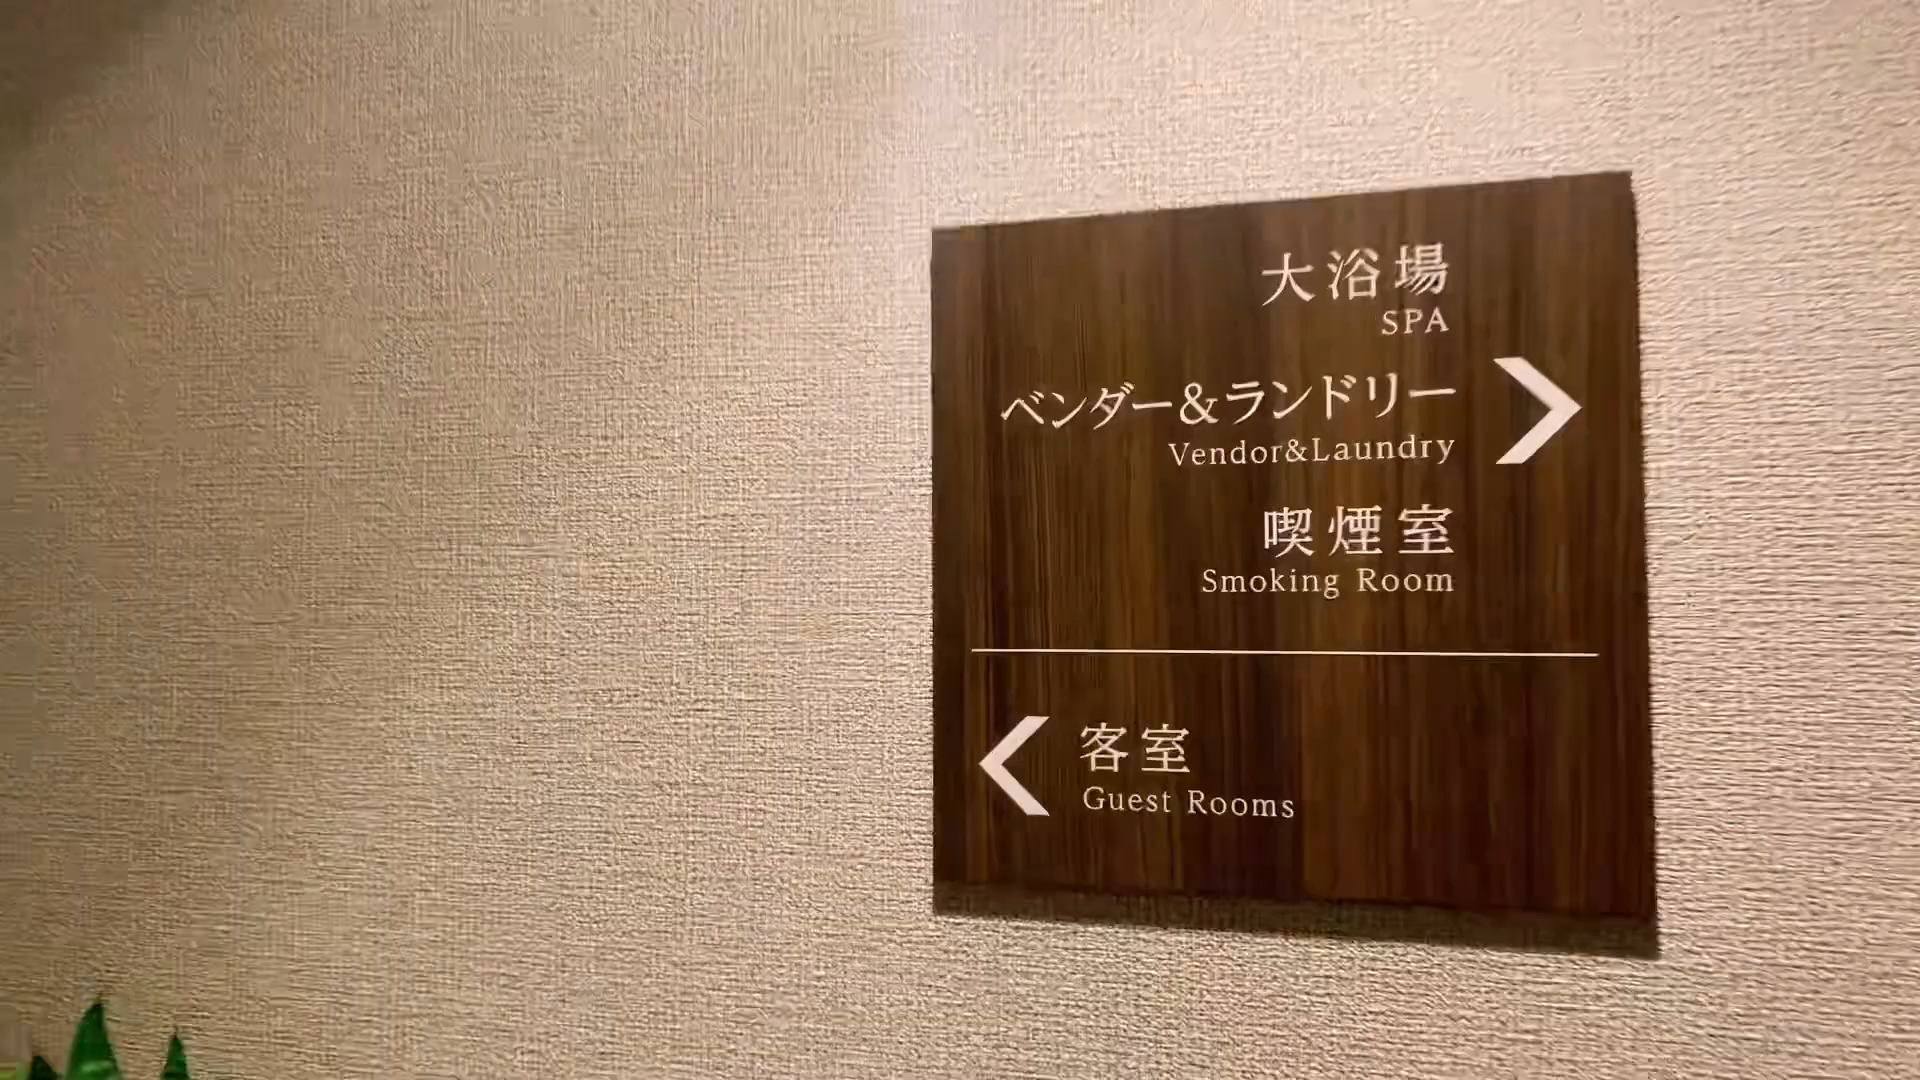 大浴場
SPA
ベンダー&ランドリー
Vendor&Laundry
喫煙室
Smoking Room
客室
Guest Rooms